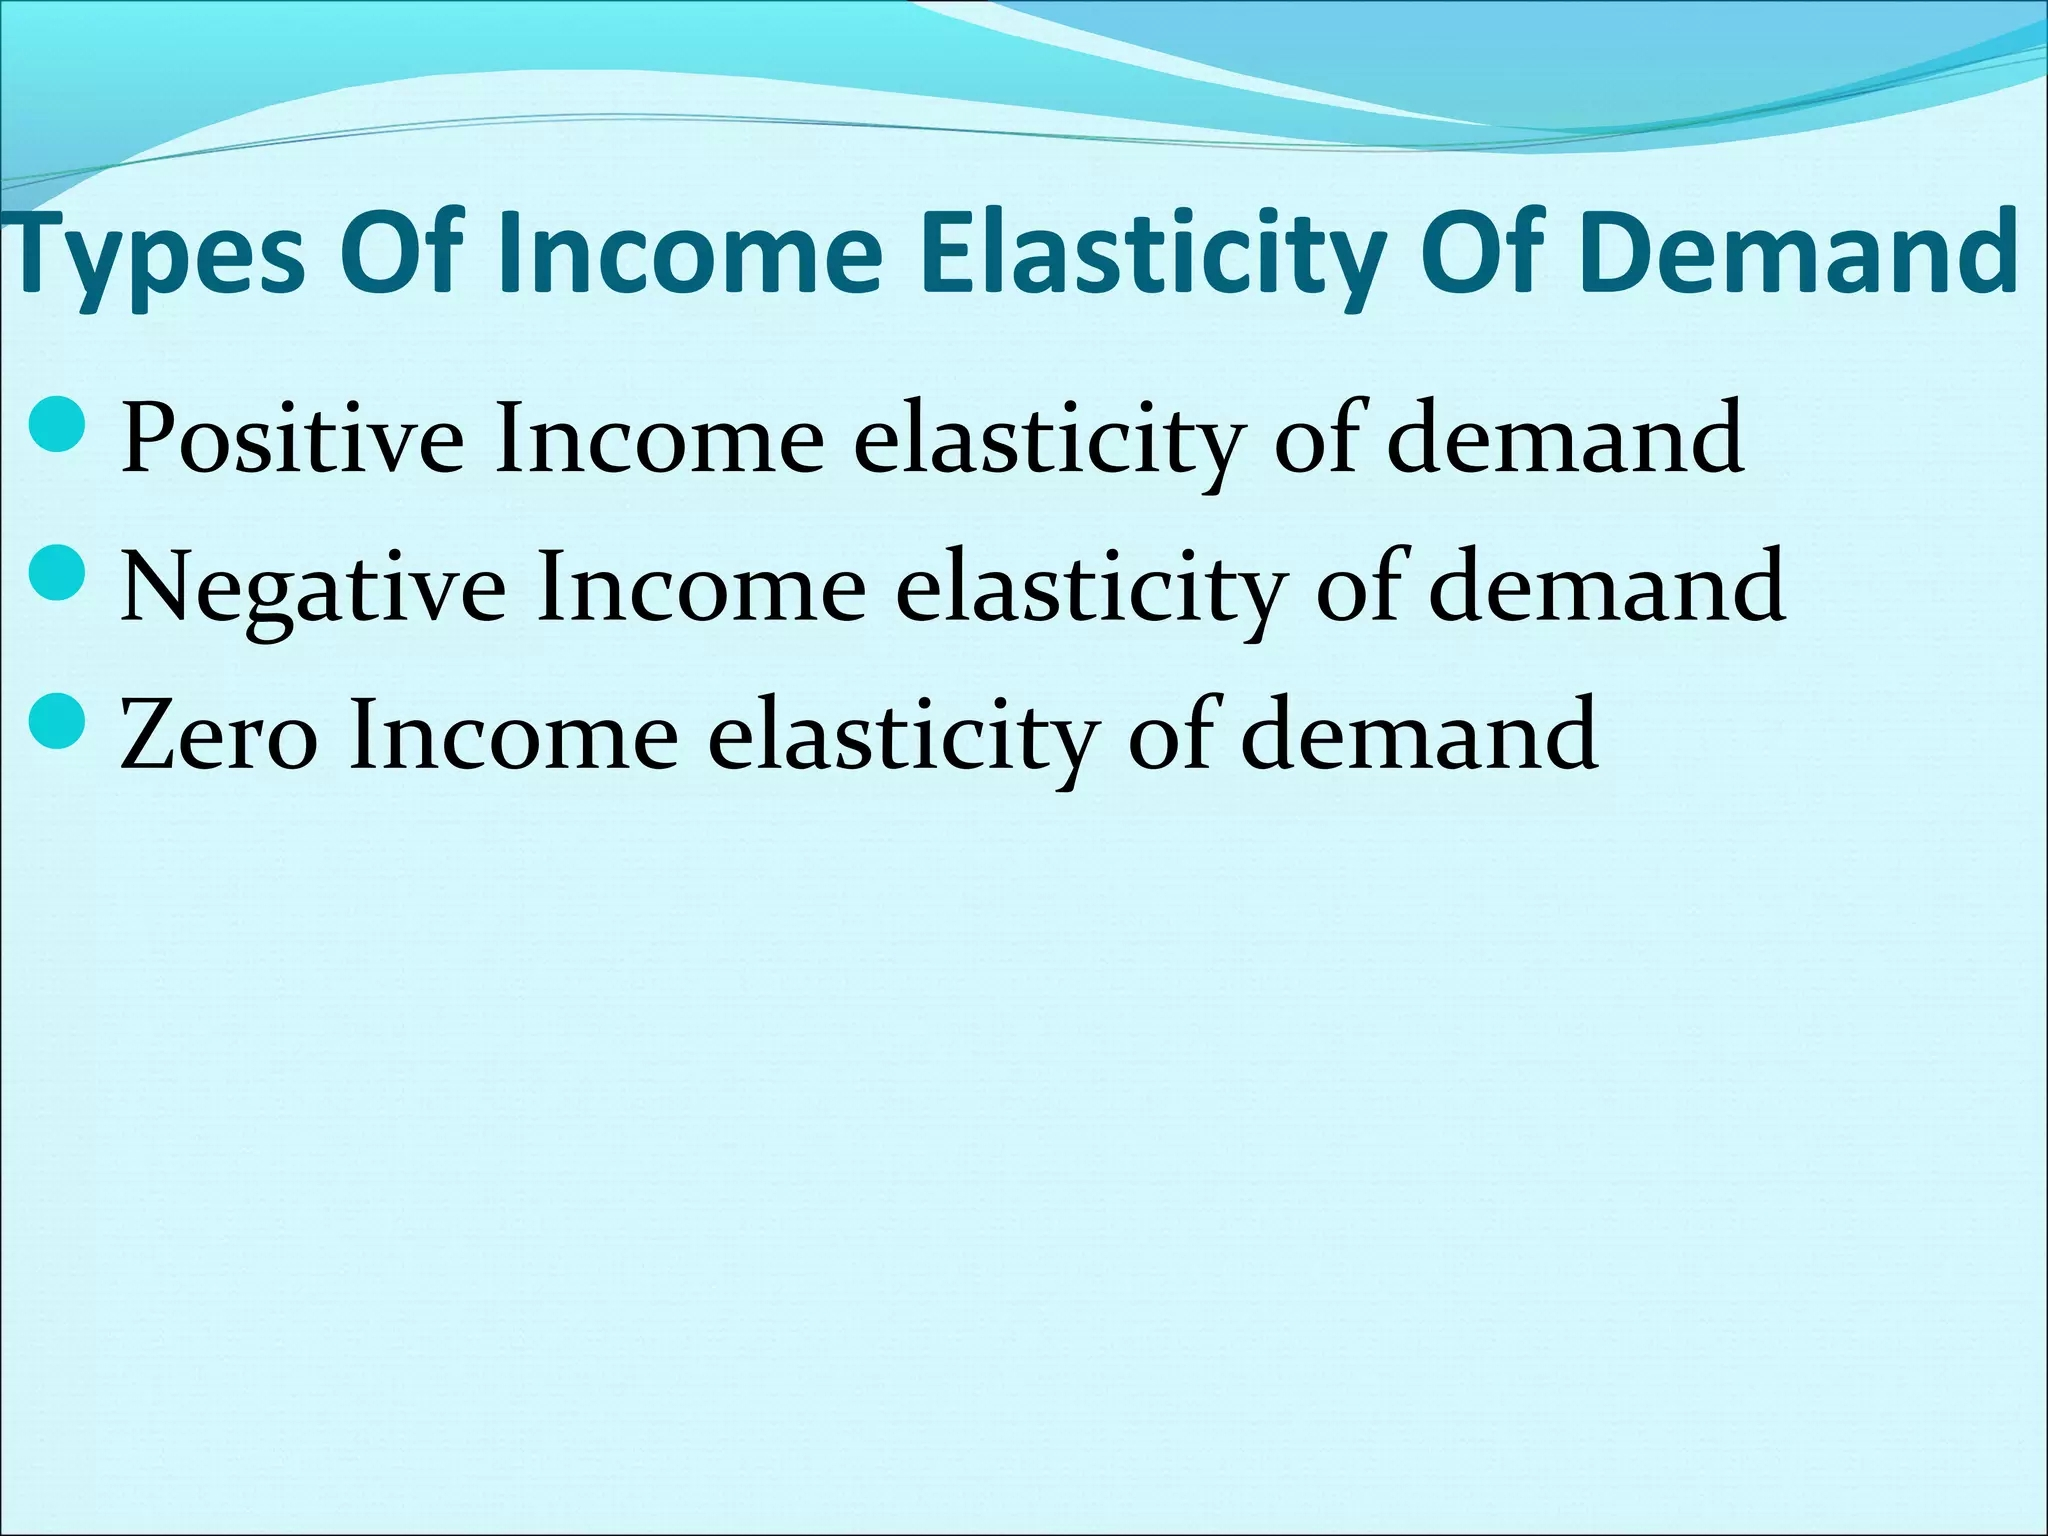 Types Of Income Elasticity Of Demand
Positive Income elasticity of demand
Negative Income elasticity of demand
Zero Income elasticity of demand